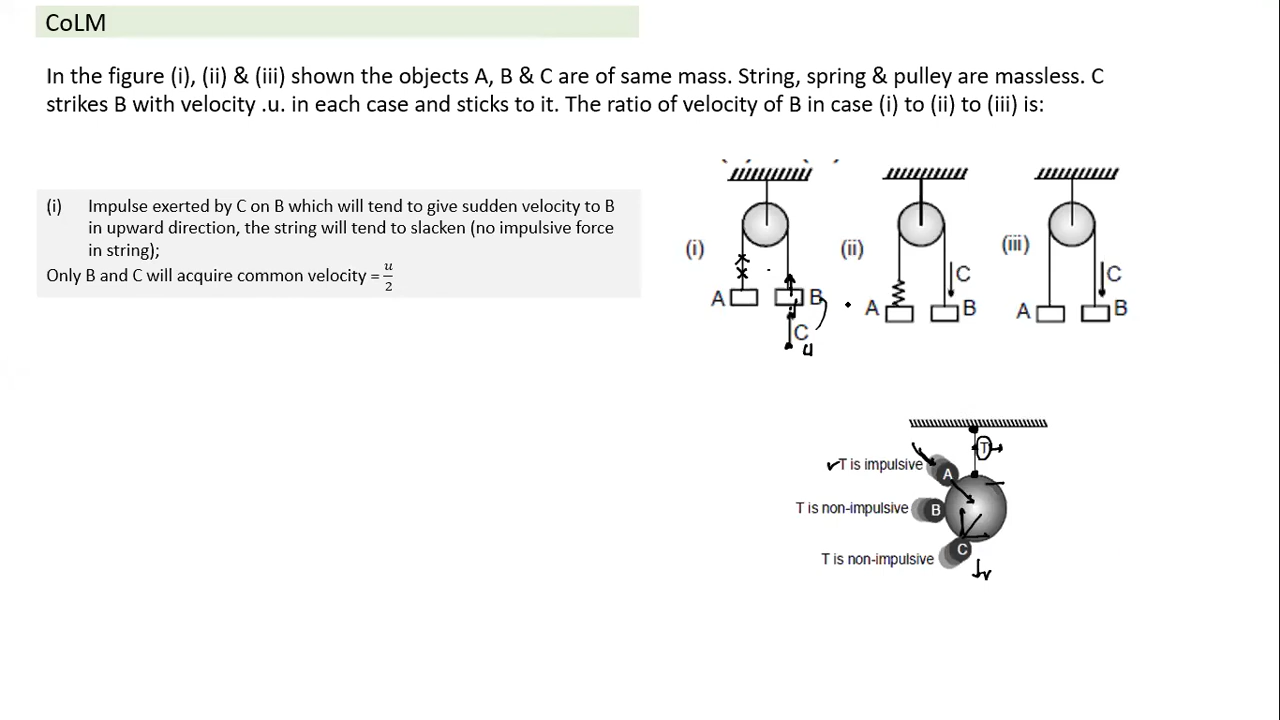 CoLM
In the figure (i), (ii) & (iii) shown the objects A, B & C are of same mass. String, spring & pulley are massless. C
strikes B with velocity .u. in each case and sticks to it. The ratio of velocity of B in case (i) to (ii) to (iii) is:
(i) Impulse exerted by C on B which will tend to give sudden velocity to B
in upward direction, the string will tend to slacken (no impulsive force
in string);
Only B and C will acquire common velocity = u/2
(i)
A
B
C
u
(ii)
A
C
B
(iii)
A
C
B
T
T is impulsive
A
T is non-impulsive
B
T is non-impulsive
C